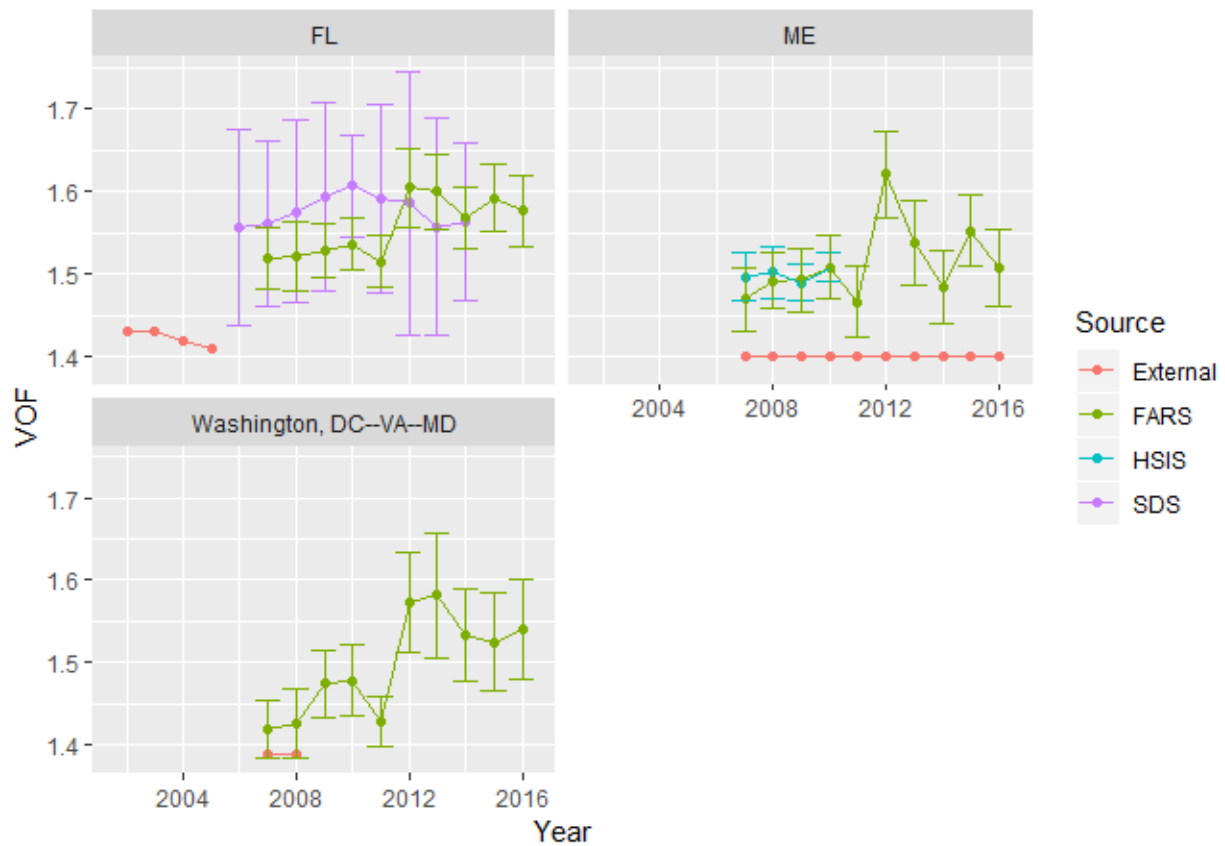 FL
ME
1.7
1.6
1.5
1.4
2004 2008 2012 2016
VOF
Washington, DC--VA--MD
1.7
1.6
1.5
1.4
2004 2008 2012 2016
Year
Source
External
FARS
HSIS
SDS